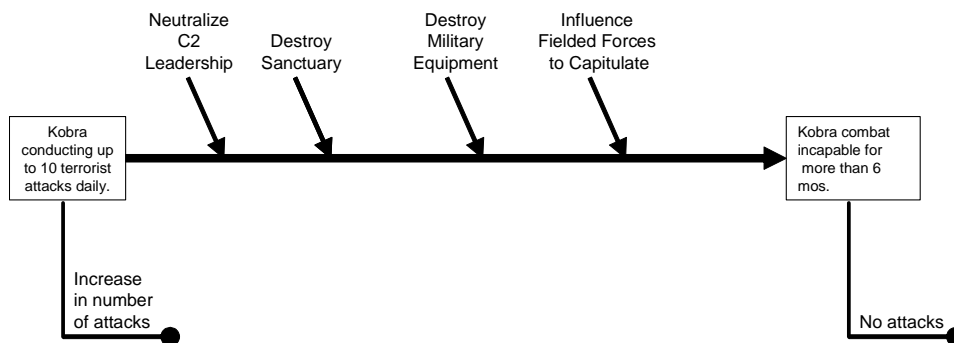 Neutralize
C2
Leadership
Destroy
Sanctuary
Destroy
Military
Equipment
Influence
Fielded Forces
to Capitulate
Kobra
conducting up
to 10 terrorist
attacks daily.
Kobra combat
incapable for
more than 6
mos.
Increase
in number
of attacks
No attacks